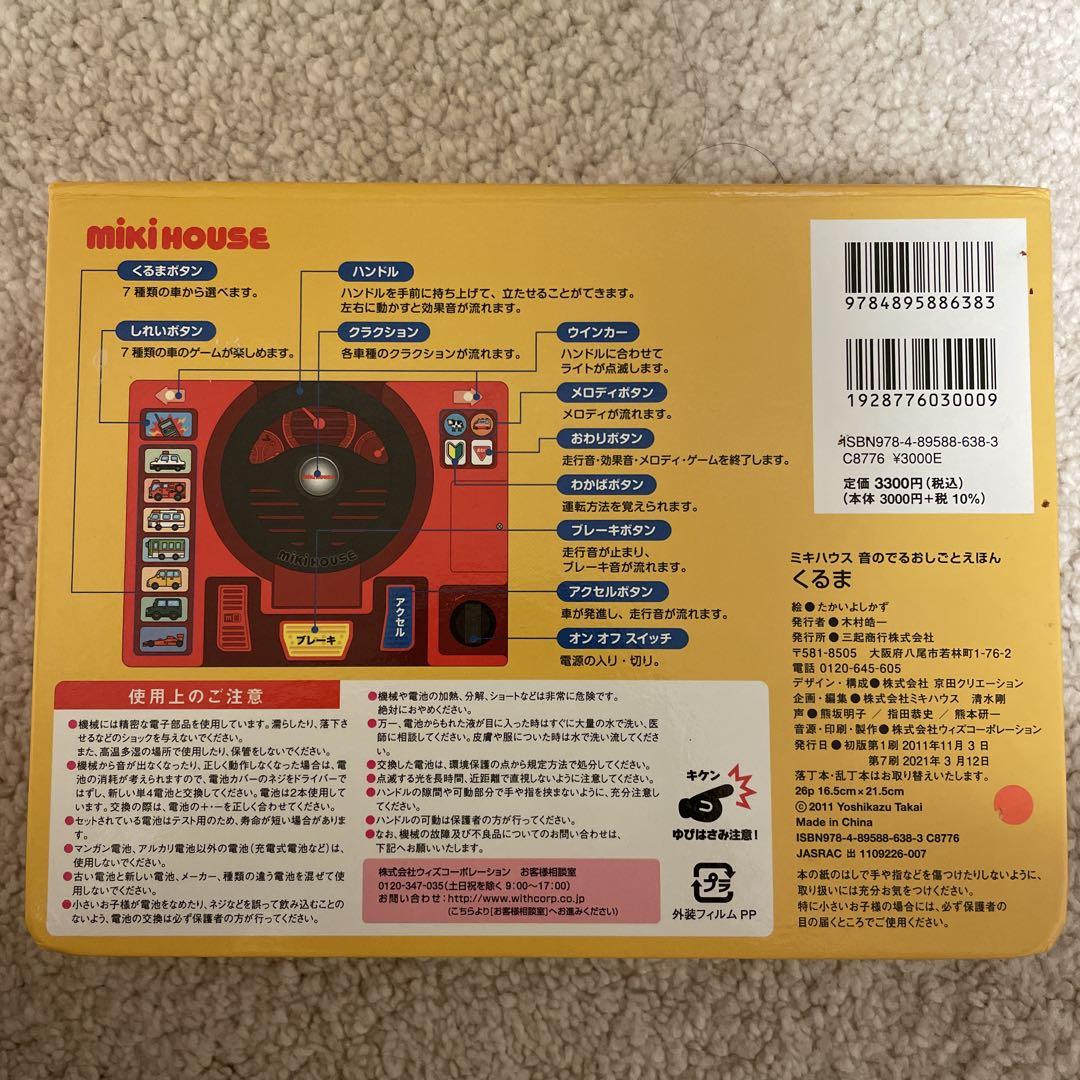 miki HOUSE
くるまボタン
7種類の車から選べます。
しれいボタン
7種類の車のゲームが楽しめます。
ハンドル
ハンドルを手前に持ち上げて、立たせることができます。
左右に動かすと効果音が流れます。
クラクション
各車種のクラクションが流れます。
ウインカー
ハンドルに合わせて
ライトが点滅します。
メロディボタン
メロディが流れます。
おわりボタン
走行音・効果音・メロディ・ゲームを終了します。
わかばボタン
運転方法を覚えられます。
ブレーキボタン
走行音が止まり、
ブレーキ音が流れます。
アクセルボタン
車が発進し、走行音が流れます。
オン オフ スイッチ
電源の入り・切り。
miki HOUSE
miki HOUSE
ブレーキ
アクセル
使用上のご注意
●機械には精密な電子部品を使用しています。濡らしたり、落下さ
せるなどのショックを与えないでください。
また、高温多湿の場所で使用したり、保管をしないでください。
●機械から音が出なくなったり、正しく動作しなくなった場合は、電
池の消耗が考えられますので、電池カバーのネジをドライバーで
はずし、新しい単4電池と交換してください。電池は2本使用して
います。交換の際は、電池の+・−を正しく合わせてください。
●セットされている電池はテスト用のため、寿命が短い場合があり
ます。
●マンガン電池、アルカリ電池以外の電池(充電式電池など)は、
使用しないでください。
●古い電池と新しい電池、メーカー、種類の違う電池を混ぜて使
用しないでください。
●小さいお子様が電池をなめたり、ネジなどを誤って飲み込むことの
ないよう、電池の交換は必ず保護者の方が行ってください。
●機械や電池の加熱、分解、ショートなどは非常に危険です。
絶対におやめください。
●万一、電池からもれた液が目に入った時はすぐに大量の水で洗い、医
師に相談してください。皮膚や服についた時は水で洗い流してくだ
さい。
●交換した電池は、環境保護の点から規定方法で処分してください。
●点滅する光を長時間、近距離で直視しないように注意してください。
●ハンドルの隙間や可動部分で手や指を挟まないように、充分注意し
てください。
●ハンドルの可動は保護者の方が行ってください。
●なお、機械の故障及び不良品についてのお問い合わせは、
下記へお願いいたします。
株式会社ウィズコーポレーション お客様相談室
0120-347-035(土日祝を除く 9:00〜17:00)
お問い合わせ:http://www.withcorp.co.jp
(こちらより[お客様相談室]へお進みください)
キケン
ゆびはさみ注意!
プラ
外装フィルム PP
9784895886383
1928776030009
ISBN978-4-89588-638-3
C8776 ¥3000E
定価 3300円(税込)
(本体 3000円+税 10%)
ミキハウス 音のでるおしごとえほん
くるま
絵●たかいよしかず
発行者●木村皓一
発行所●三起商行株式会社
〒581-8505 大阪府八尾市若林町1-76-2
電話 0120-645-605
デザイン・構成●株式会社 京田クリエーション
企画・編集●株式会社ミキハウス 清水剛
声●熊坂明子/指田恭史/熊本研一
音源・印刷・製作●株式会社ウィズコーポレーション
発行日●初版第1刷 2011年11月3日
第7刷 2021年3月12日
落丁本・乱丁本はお取り替えいたします。
26p 16.5cm×21.5cm
© 2011 Yoshikazu Takai
Made in China
ISBN978-4-89588-638-3 C8776
JASRAC 出 1109226-007
本の紙のはしで手や指などを傷つけたりしないように、
取り扱いには充分お気をつけください。
特に小さいお子様の場合には、必ず保護者の
目の届くところでご使用ください。